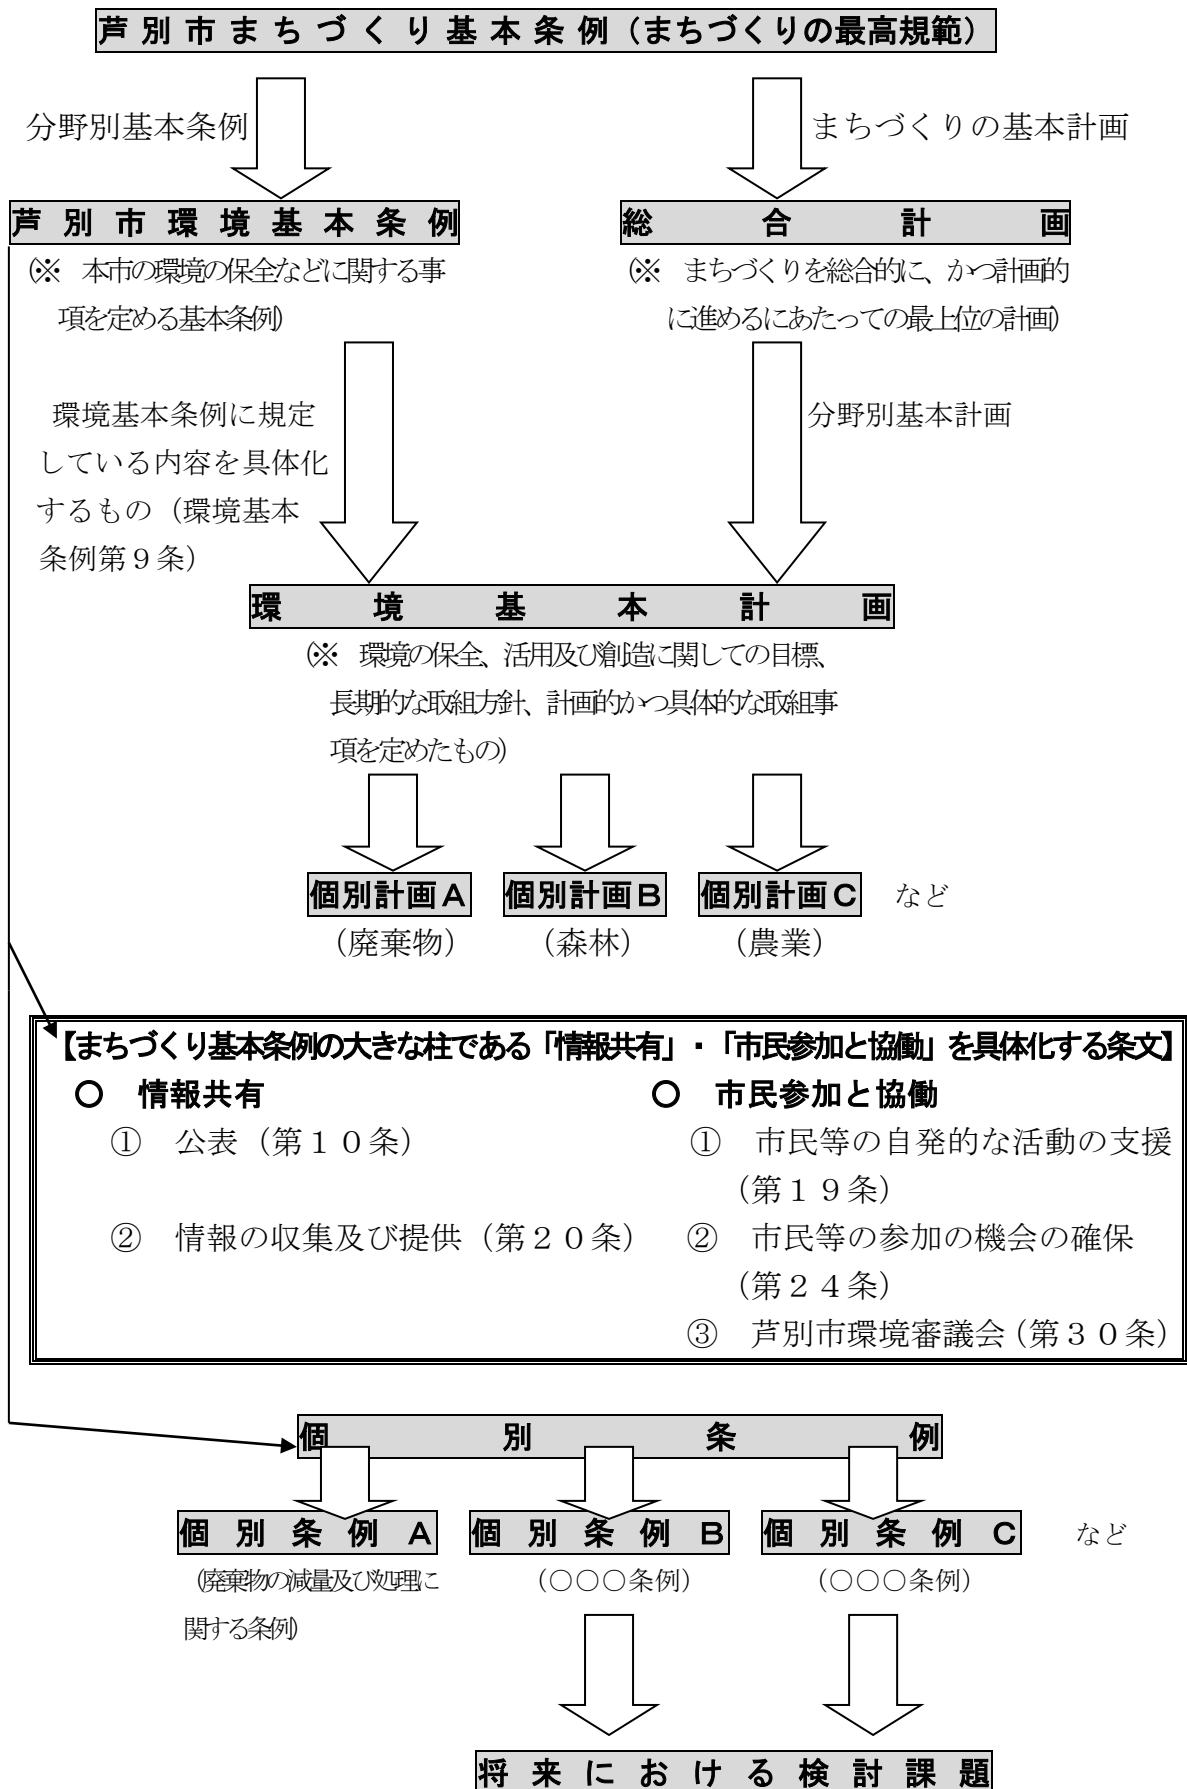 芦別市まちづくり基本条例（まちづくりの最高規範）
分野別基本条例
まちづくりの基本計画
芦別市環境基本条例
総合計画
（※　本市の環境の保全などに関する事
項を定める基本条例）
（※　まちづくりを総合的に、かつ計画的
に進めるにあたっての最上位の計画）
環境基本条例に規定
している内容を具体化
するもの（環境基本
条例第９条）
分野別基本計画
環境基本計画
（※　環境の保全、活用及び創造に関しての目標、
長期的な取組方針、計画的かつ具体的な取組事
項を定めたもの）
個別計画Ａ　個別計画Ｂ　個別計画Ｃ　など
（廃棄物）　（森林）　（農業）
【まちづくり基本条例の大きな柱である「情報共有」・「市民参加と協働」を具体化する条文】
○　情報共有
①　公表（第１０条）
②　情報の収集及び提供（第２０条）
○　市民参加と協働
①　市民等の自発的な活動の支援
（第１９条）
②　市民等の参加の機会の確保
（第２４条）
③　芦別市環境審議会（第３０条）
個別条例
個別条例Ａ　個別条例Ｂ　個別条例Ｃ　など
（廃棄物の減量及び処理に
関する条例）
（○○○条例）　（○○○条例）
将来における検討課題